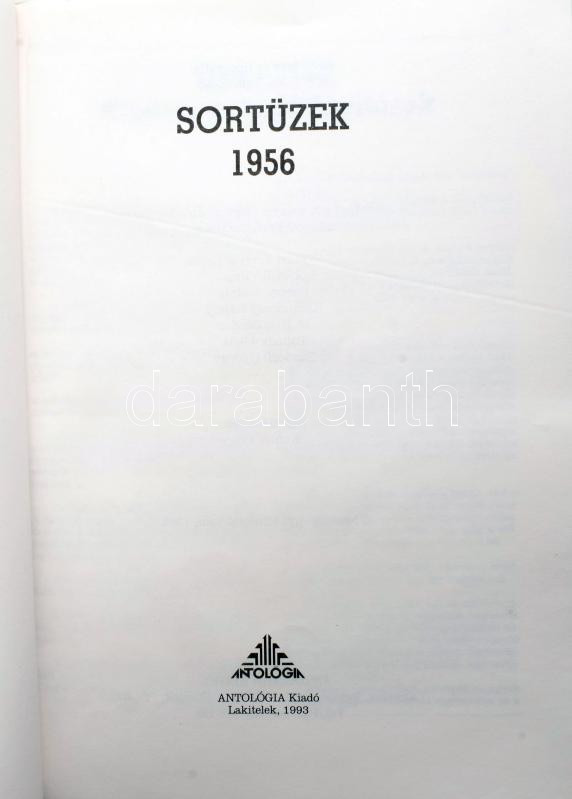 SORTÜZEK
1956
darabanth
ANTOLÓGIA
ANTOLÓGIA Kiadó
Lakitelek, 1993